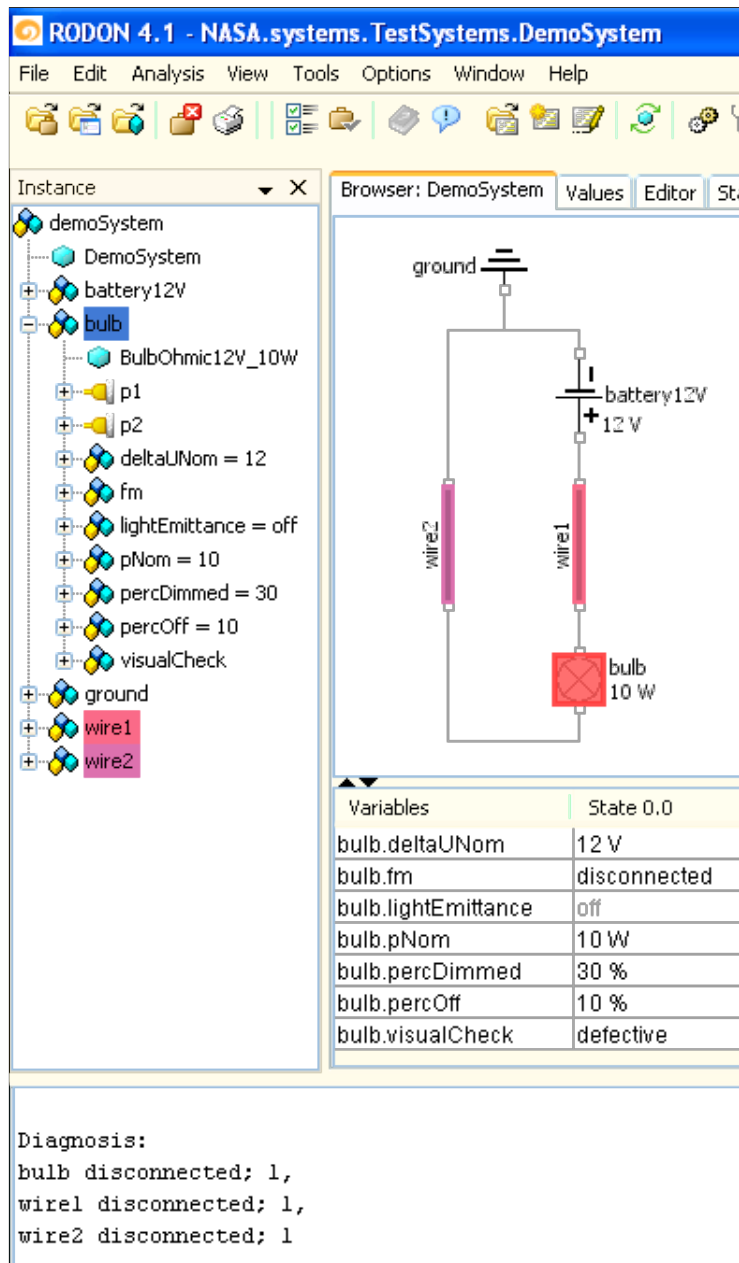 RODON 4.1 - NASA.systems.TestSystems.DemoSystem
File Edit Analysis View Tools Options Window Help
Instance
demoSystem
DemoSystem
battery12V
bulb
BulbOhmic12V_10W
p1
p2
deltaUNom = 12
fm
lightEmittance = off
pNom = 10
percDimmed = 30
percOff = 10
visualCheck
ground
wire1
wire2
Browser: DemoSystem Values Editor Sta
ground
battery12V
12 V
wire2
wire1
bulb
10 W
Variables State 0.0
bulb.deltaUNom 12 V
bulb.fm disconnected
bulb.lightEmittance off
bulb.pNom 10 W
bulb.percDimmed 30 %
bulb.percOff 10 %
bulb.visualCheck defective
Diagnosis:
bulb disconnected; 1,
wire1 disconnected; 1,
wire2 disconnected; 1